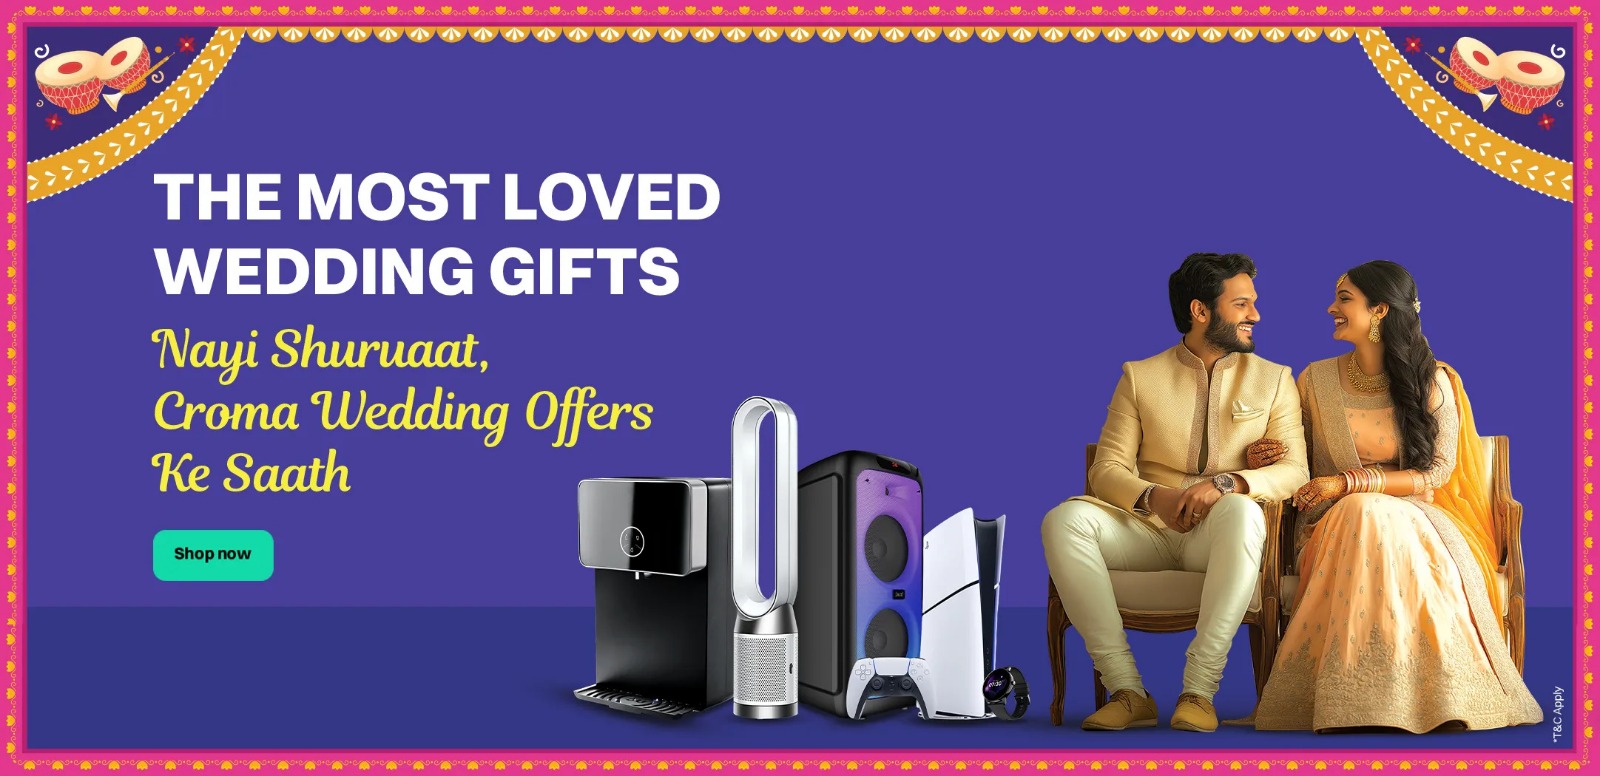 THE MOST LOVED
WEDDING GIFTS
Nayi Shuruaat,
Croma Wedding Offers
Ke Saath
Shop now
*T&C Apply